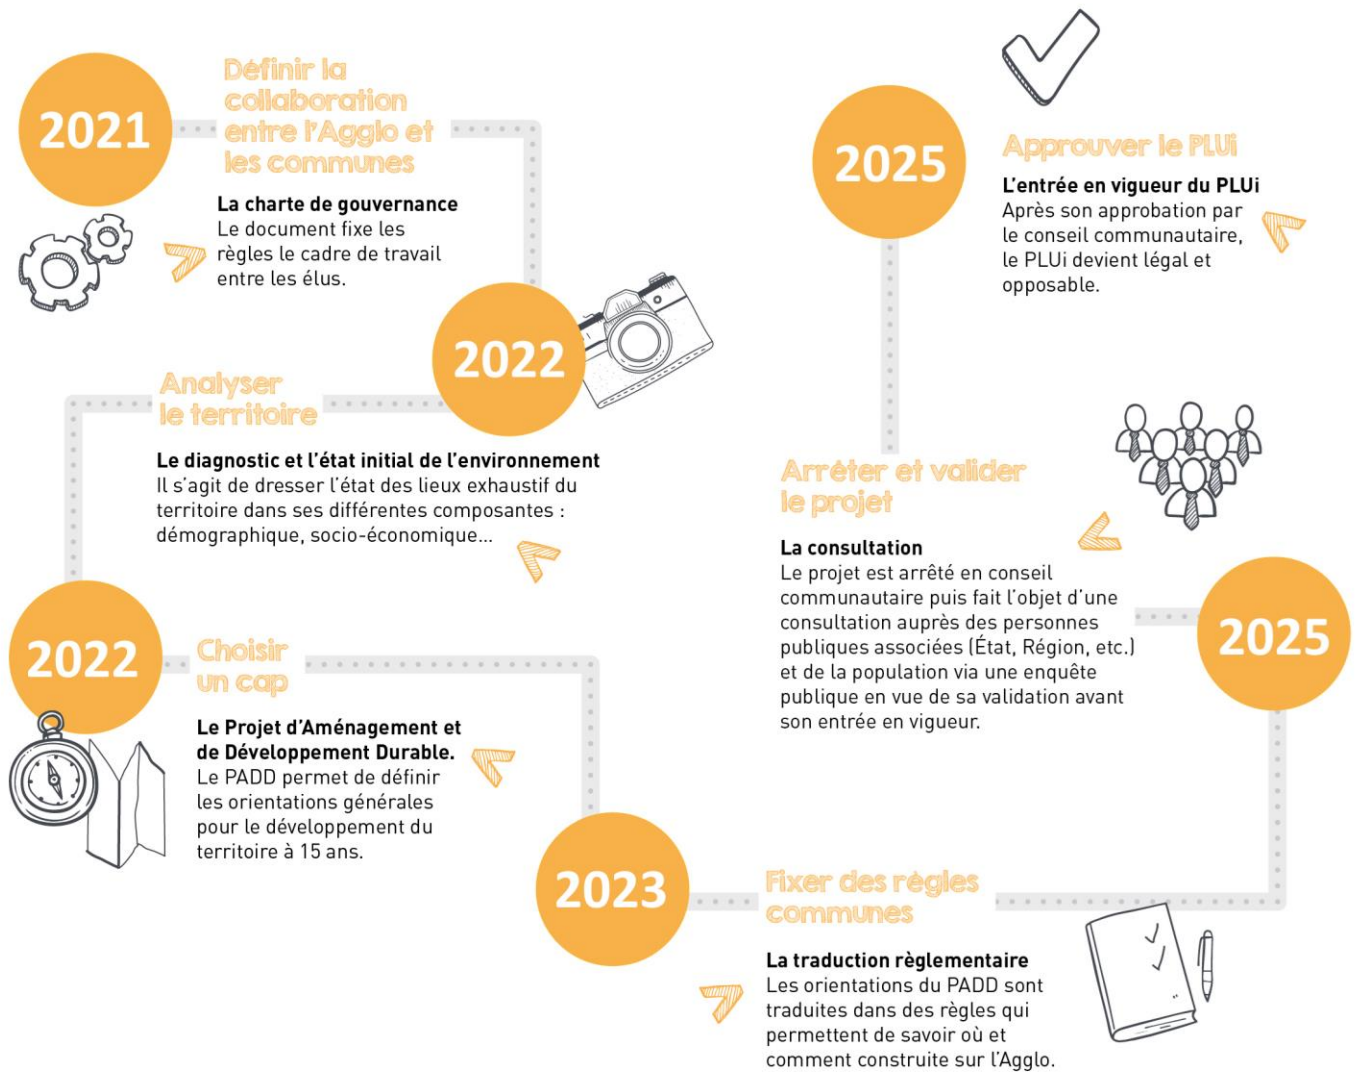 2021
Définir la
collaboration
entre l'Agglo et
les communes
La charte de gouvernance
Le document fixe les
règles le cadre de travail
entre les élus.
2022
Analyser
le territoire
Le diagnostic et l'état initial de l'environnement
Il s'agit de dresser l'état des lieux exhaustif du
territoire dans ses différentes composantes :
démographique, socio-économique...
2022
Choisir
un cap
Le Projet d'Aménagement et
de Développement Durable.
Le PADD permet de définir
les orientations générales
pour le développement du
territoire à 15 ans.
2023
Fixer des règles
communes
La traduction règlementaire
Les orientations du PADD sont
traduites dans des règles qui
permettent de savoir où et
comment construite sur l'Agglo.
2025
Arrêter et valider
le projet
La consultation
Le projet est arrêté en conseil
communautaire puis fait l'objet d'une
consultation auprès des personnes
publiques associées (État, Région, etc.)
et de la population via une enquête
publique en vue de sa validation avant
son entrée en vigueur.
2025
Approuver le PLUi
L'entrée en vigueur du PLUi
Après son approbation par
le conseil communautaire,
le PLUi devient légal et
opposable.